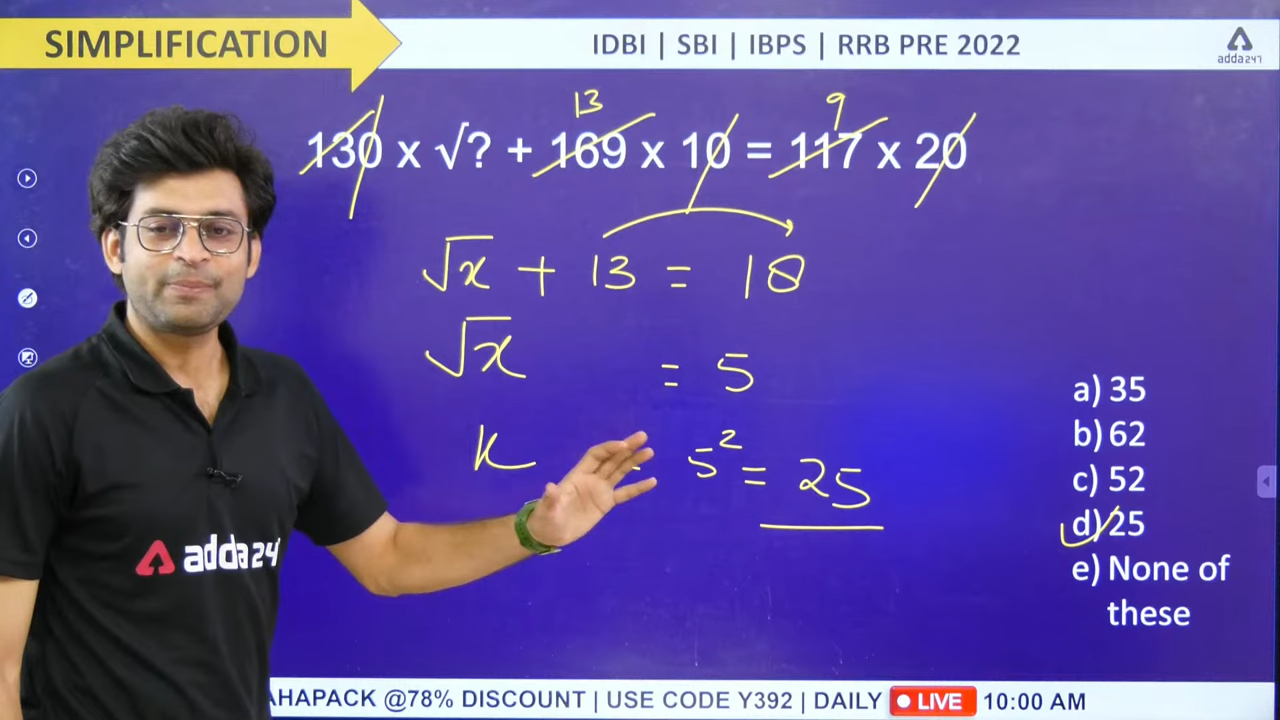 SIMPLIFICATION
IDBI | SBI | IBPS | RRB PRE 2022
adda247
13 9
130 x √? + 169 x 10 = 117 x 20
√x + 13 = 18
√x = 5
x = 5² = 25
a) 35
b) 62
c) 52
d) 25
e) None of
these
adda24
AHAPACK @78% DISCOUNT | USE CODE Y392 | DAILY LIVE 10:00 AM